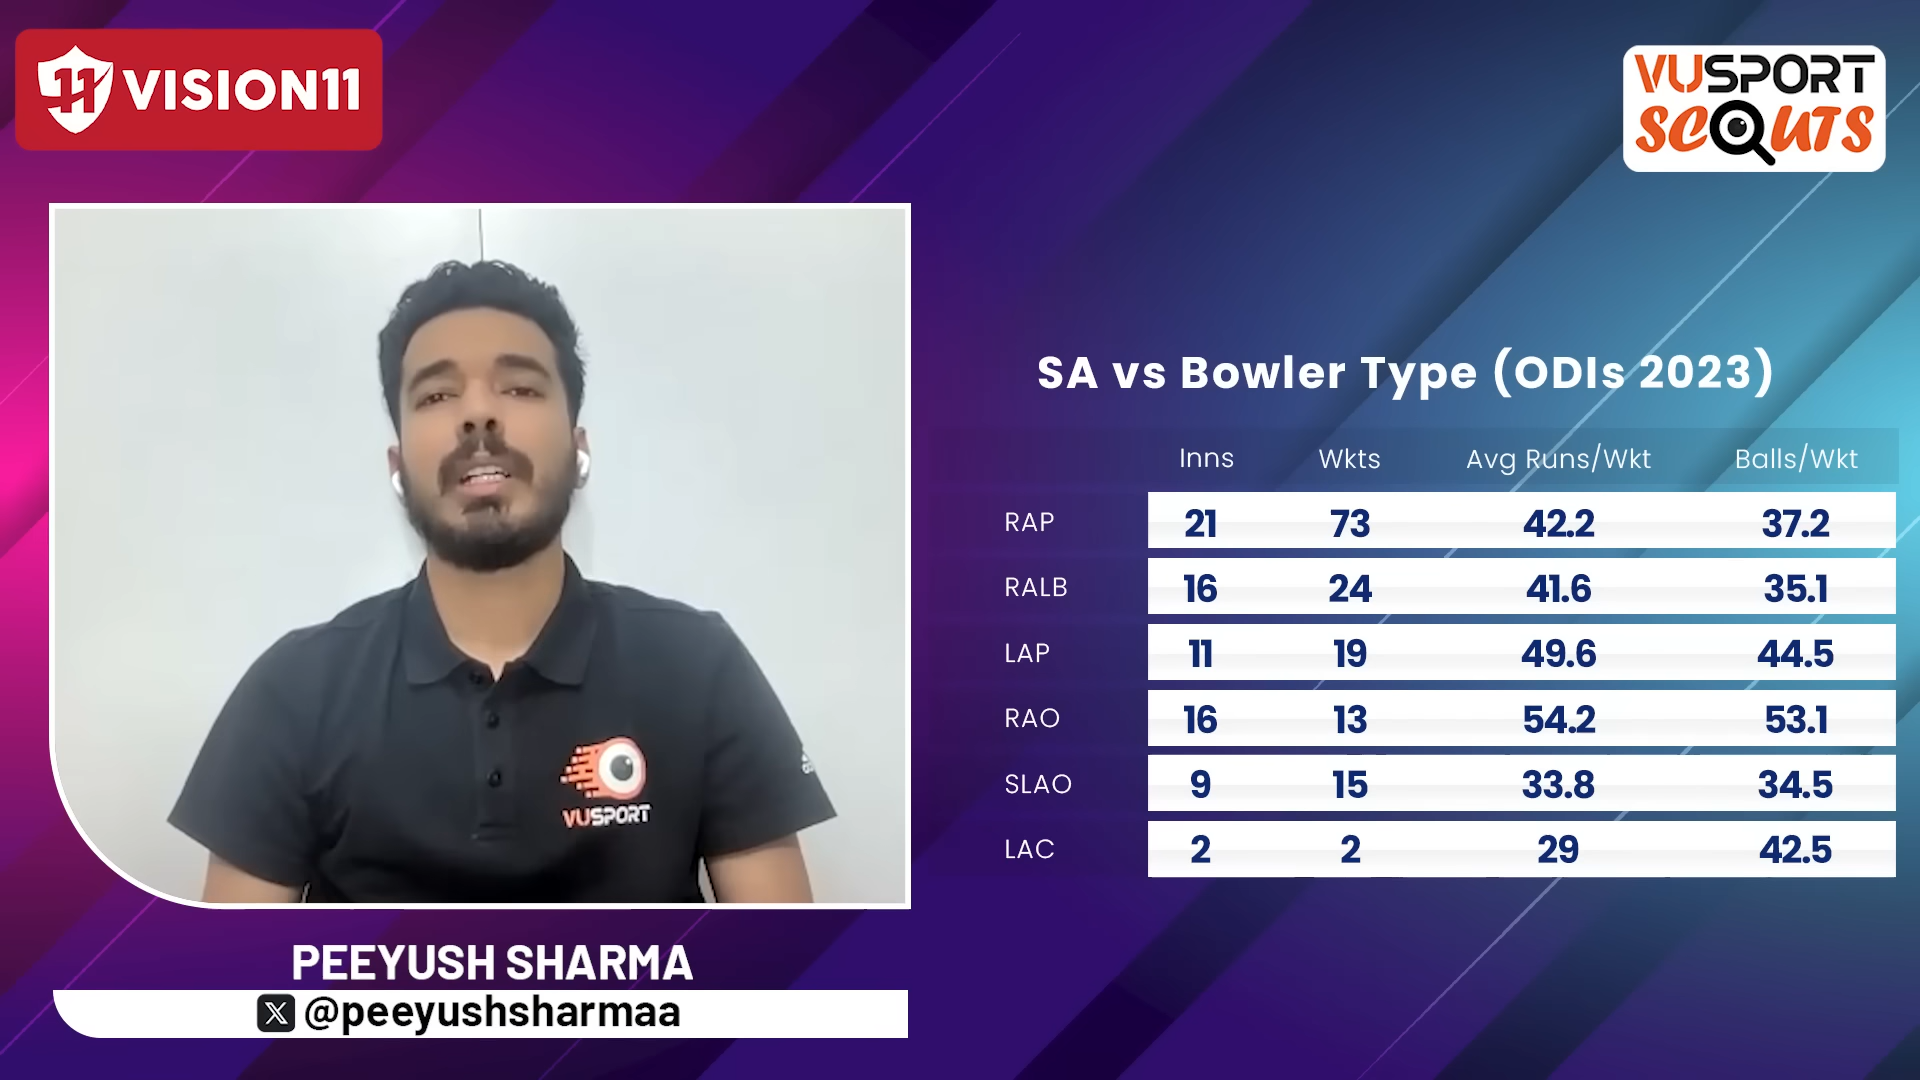 11 VISION11
VUSPORT
SCOUTS
SA vs Bowler Type (ODIs 2023)
Inns Wkts Avg Runs/Wkt Balls/Wkt
RAP 21 73 42.2 37.2
RALB 16 24 41.6 35.1
LAP 11 19 49.6 44.5
RAO 16 13 54.2 53.1
SLAO 9 15 33.8 34.5
LAC 2 2 29 42.5
VUSPORT
PEEYUSH SHARMA
X @peeyushsharmaa